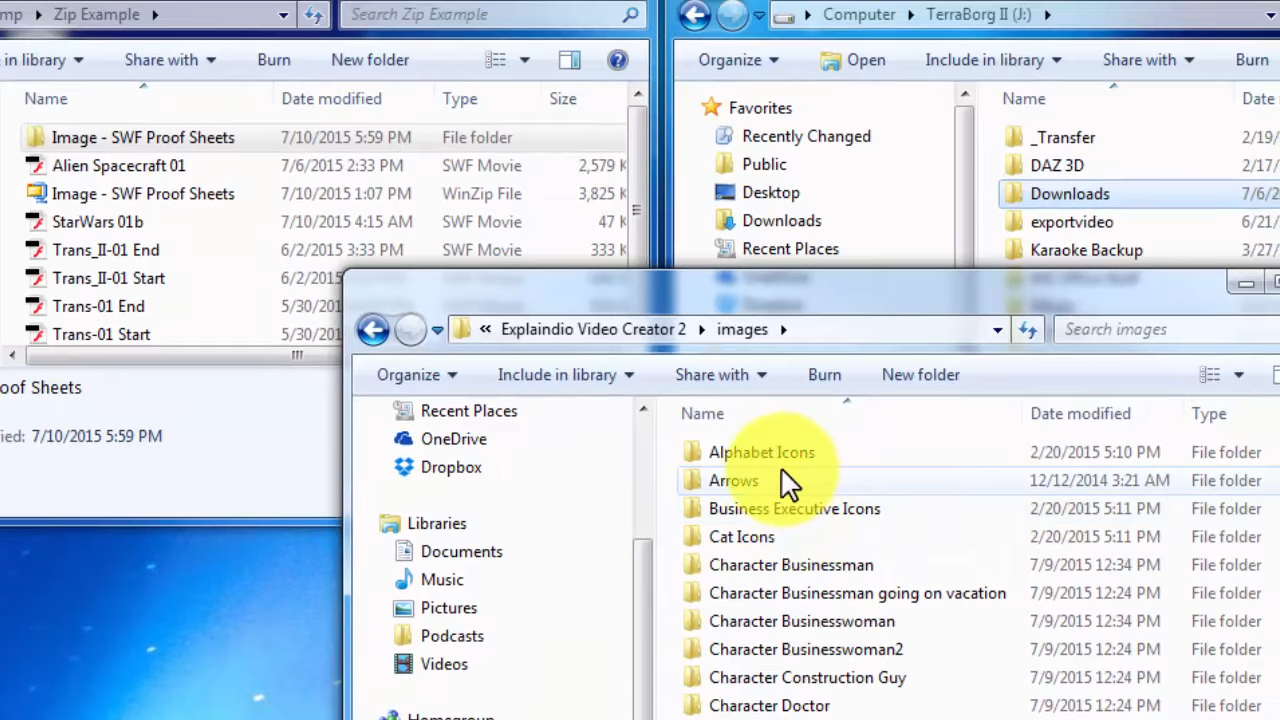 mp ▸ Zip Example ▸ Search Zip Example
in library Share with Burn New folder
Name Date modified Type Size
Image - SWF Proof Sheets 7/10/2015 5:59 PM File folder
Alien Spacecraft 01 7/6/2015 2:33 PM SWF Movie 2,579 K
Image - SWF Proof Sheets 7/10/2015 1:07 PM WinZip File 3,825 K
StarWars 01b 7/10/2015 4:15 AM SWF Movie 47 K
Trans_II-01 End 6/2/2015 3:33 PM SWF Movie 333 K
Trans_II-01 Start 6/2/2015
Trans-01 End 5/30/201
Trans-01 Start 5/30/201
oof Sheets
ied: 7/10/2015 5:59 PM
Computer ▸ TerraBorg II (J:) ▸
Organize Open Include in library Share with Burn
Favorites
Recently Changed
Public
Desktop
Downloads
Recent Places
Name Date
_Transfer 2/19/
DAZ 3D 2/17/
Downloads 7/6/2
exportvideo 6/21/
Karaoke Backup 3/27/
« Explaindio Video Creator 2 ▸ images ▸ Search images
Organize Include in library Share with Burn New folder
Recent Places
OneDrive
Dropbox
Libraries
Documents
Music
Pictures
Podcasts
Videos
Homegroup
Name Date modified Type
Alphabet Icons 2/20/2015 5:10 PM File folder
Arrows 12/12/2014 3:21 AM File folder
Business Executive Icons 2/20/2015 5:11 PM File folder
Cat Icons 2/20/2015 5:11 PM File folder
Character Businessman 7/9/2015 12:34 PM File folder
Character Businessman going on vacation 7/9/2015 12:24 PM File folder
Character Businesswoman 7/9/2015 12:34 PM File folder
Character Businesswoman2 7/9/2015 12:24 PM File folder
Character Construction Guy 7/9/2015 12:24 PM File folder
Character Doctor 7/9/2015 12:24 PM File folder